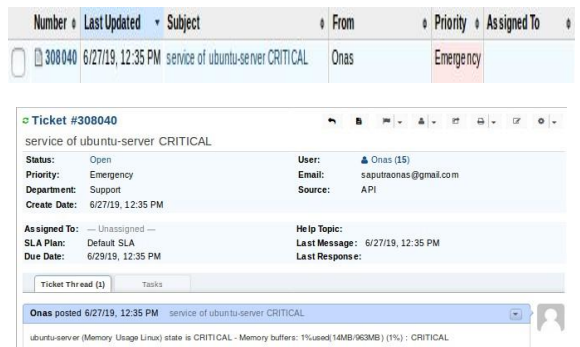 Number Last Updated Subject From Priority Assigned To
308040 6/27/19, 12:35 PM service of ubuntu-server CRITICAL Onas Emergency
Ticket #308040
service of ubuntu-server CRITICAL
Status: Open User: Onas (15)
Priority: Emergency Email: saputraonas@gmail.com
Department: Support Source: API
Create Date: 6/27/19, 12:35 PM
Assigned To: — Unassigned — Help Topic:
SLA Plan: Default SLA Last Message: 6/27/19, 12:35 PM
Due Date: 6/29/19, 12:35 PM Last Response:
Ticket Thread (1) Tasks
Onas posted 6/27/19, 12:35 PM service of ubuntu-server CRITICAL
ubuntu-server (Memory Usage Linux) state is CRITICAL - Memory buffers: 1%used(14MB/963MB) (1%) : CRITICAL